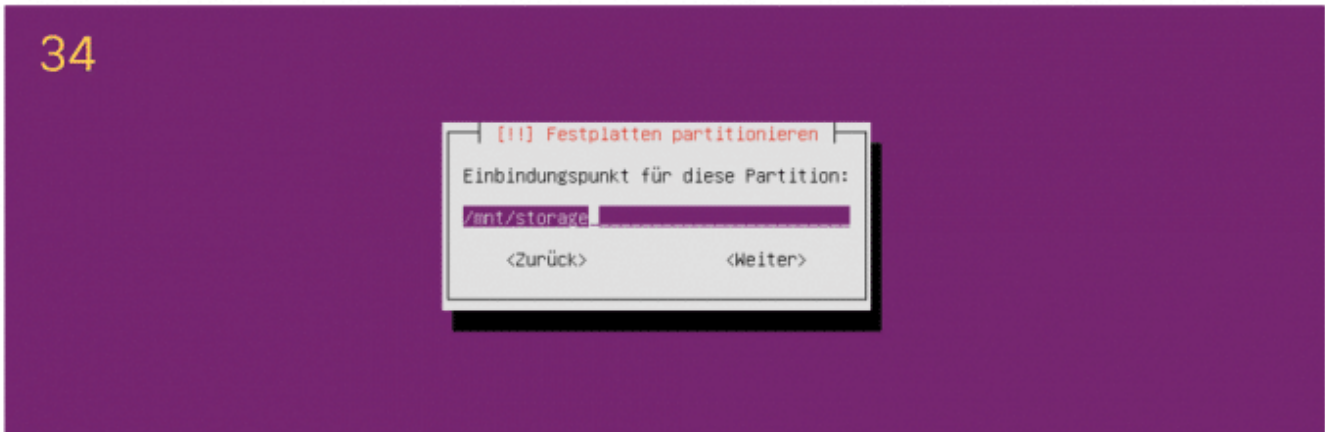 34
[!!] Festplatten partitionieren
Einbindungspunkt für diese Partition:
/mnt/storage
<Zurück> <Weiter>